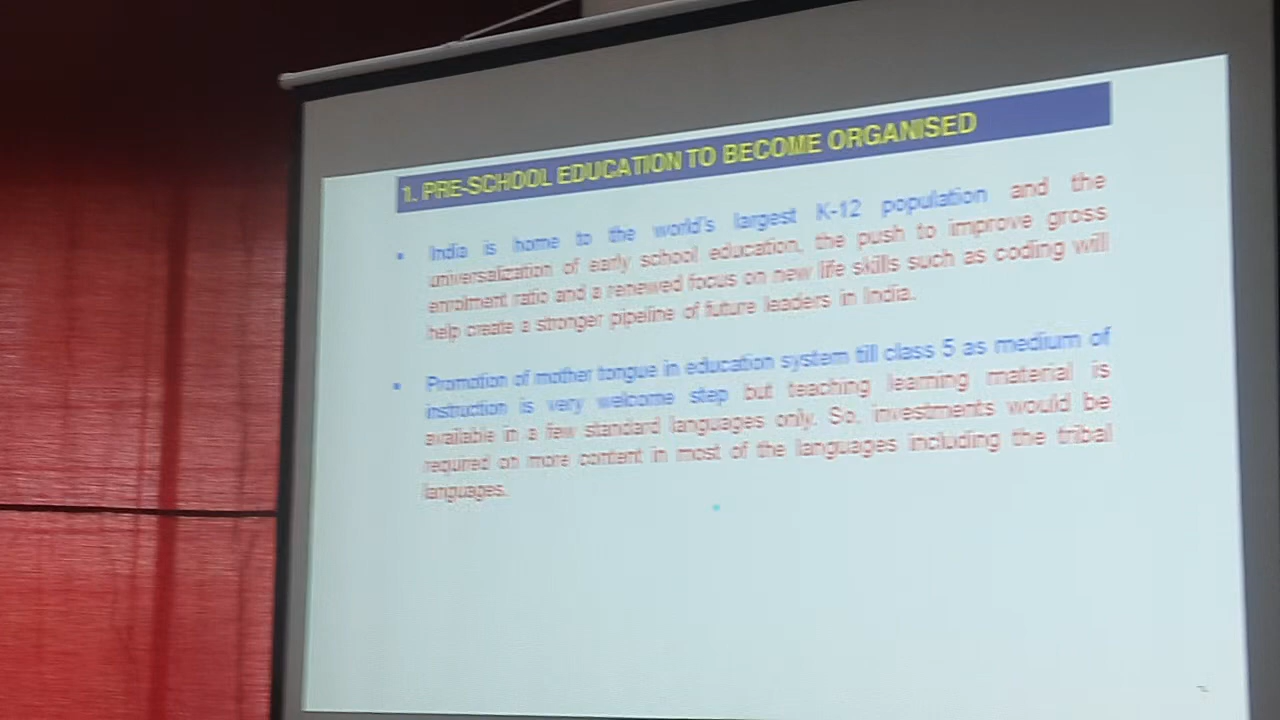 1. PRE-SCHOOL EDUCATION TO BECOME ORGANISED
India is home to the world's largest K-12 population and the
universalization of early school education, the push to improve gross
enrolment ratio and a renewed focus on new life skills such as coding will
help create a stronger pipeline of future leaders in India.
Promotion of mother tongue in education system till class 5 as medium of
instruction is very welcome step but teaching learning material is
available in a few standard languages only. So, investments would be
required on more content in most of the languages including the tribal
languages.